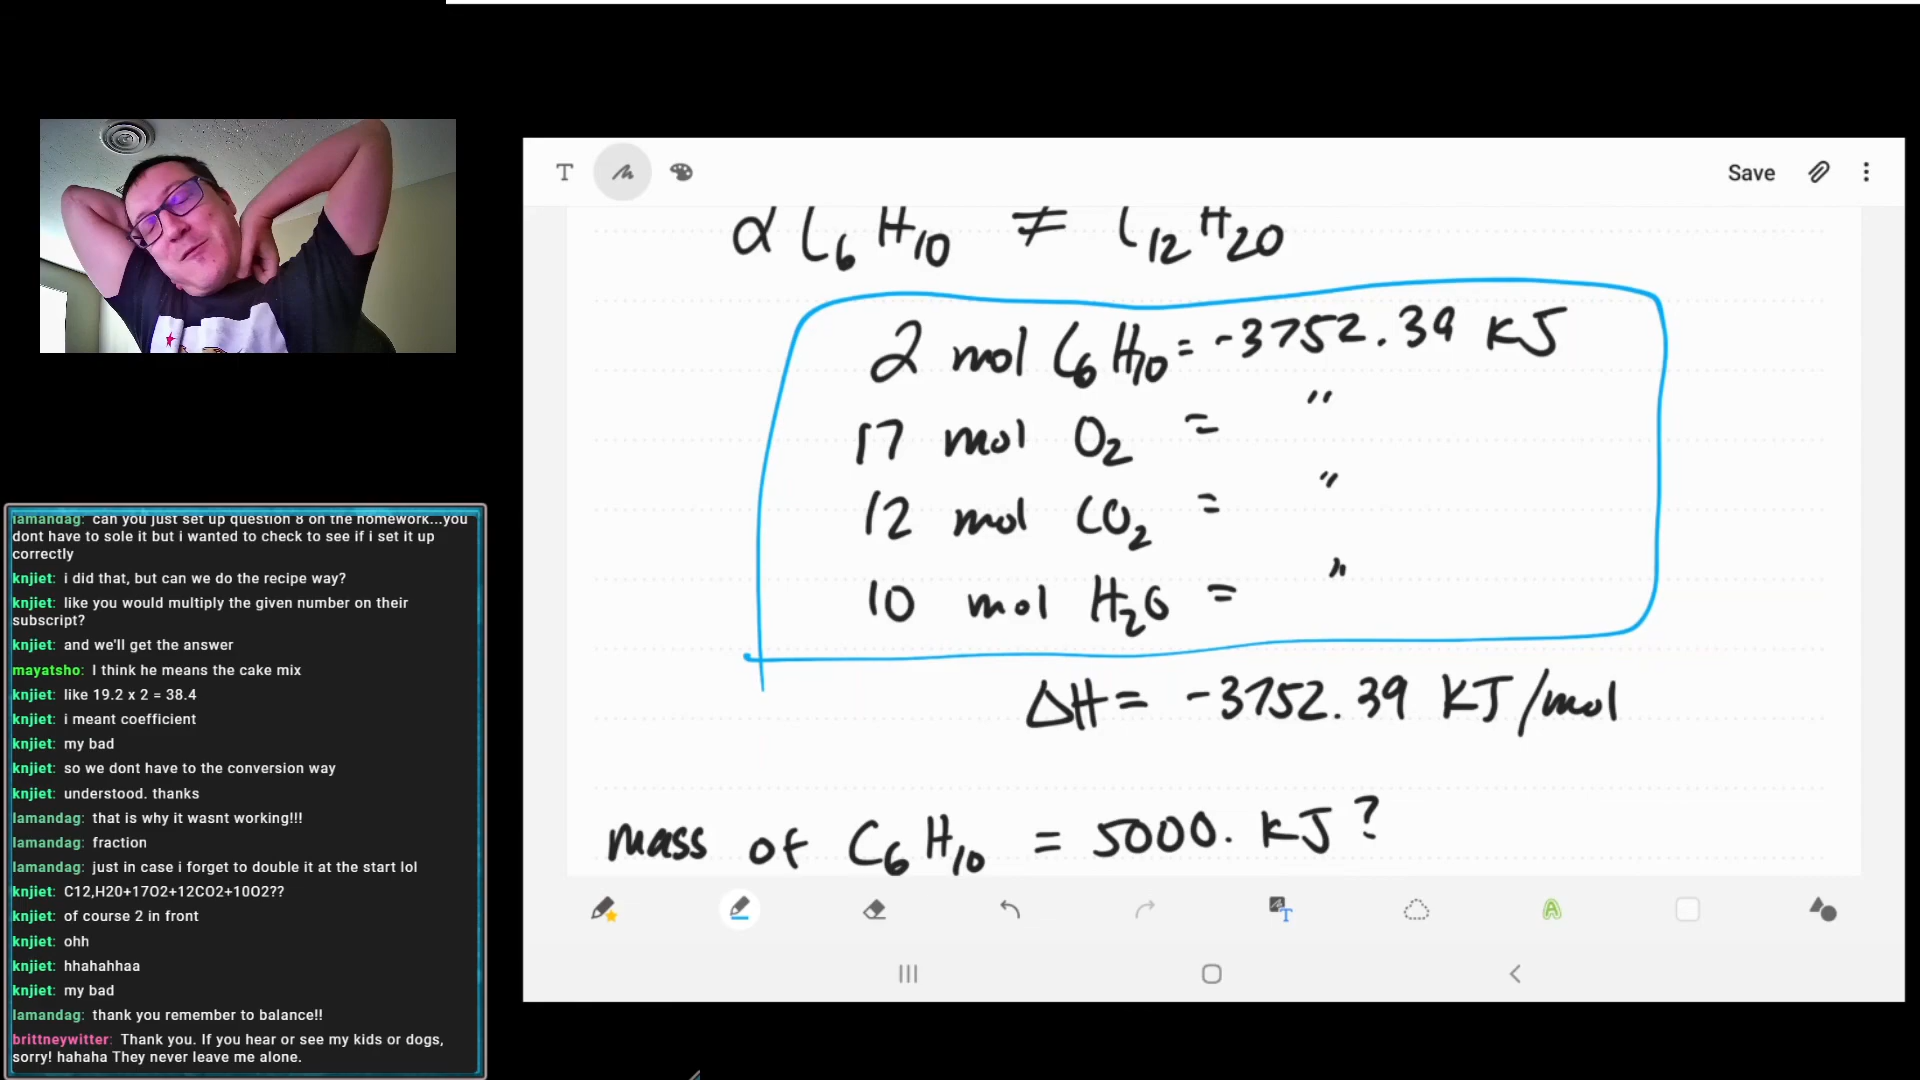 T
Save
2 C6H10 ≠ C12H20
2 mol C6H10 = -3752.39 KJ
17 mol O2 = "
12 mol CO2 = "
10 mol H2O = "
ΔH = -3752.39 KJ/mol
mass of C6H10 = 5000. KJ?
T
A
lamandag: can you just set up question 8 on the homework...you
dont have to sole it but i wanted to check to see if i set it up
correctly
knjiet: i did that, but can we do the recipe way?
knjiet: like you would multiply the given number on their
subscript?
knjiet: and we'll get the answer
mayatsho: I think he means the cake mix
knjiet: like 19.2 x 2 = 38.4
knjiet: i meant coefficient
knjiet: my bad
knjiet: so we dont have to the conversion way
knjiet: understood. thanks
lamandag: that is why it wasnt working!!!
lamandag: fraction
lamandag: just in case i forget to double it at the start lol
knjiet: C12,H20+17O2+12CO2+10O2??
knjiet: of course 2 in front
knjiet: ohh
knjiet: hhahahhaa
knjiet: my bad
lamandag: thank you remember to balance!!
brittneywitter: Thank you. If you hear or see my kids or dogs,
sorry! hahaha They never leave me alone.